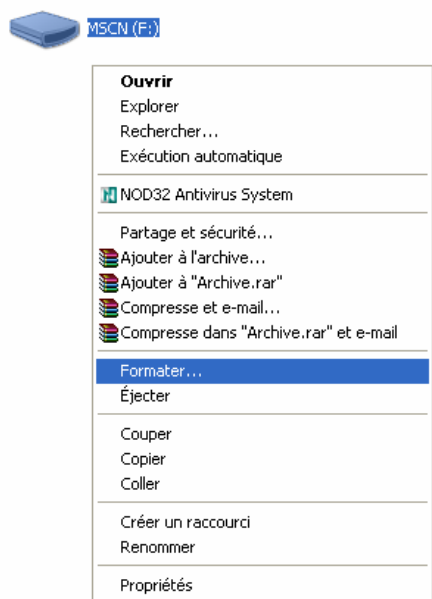 MSCN (F:)
Ouvrir
Explorer
Rechercher...
Exécution automatique
NOD32 Antivirus System
Partage et sécurité...
Ajouter à l'archive...
Ajouter à "Archive.rar"
Compresse et e-mail...
Compresse dans "Archive.rar" et e-mail
Formater...
Éjecter
Couper
Copier
Coller
Créer un raccourci
Renommer
Propriétés